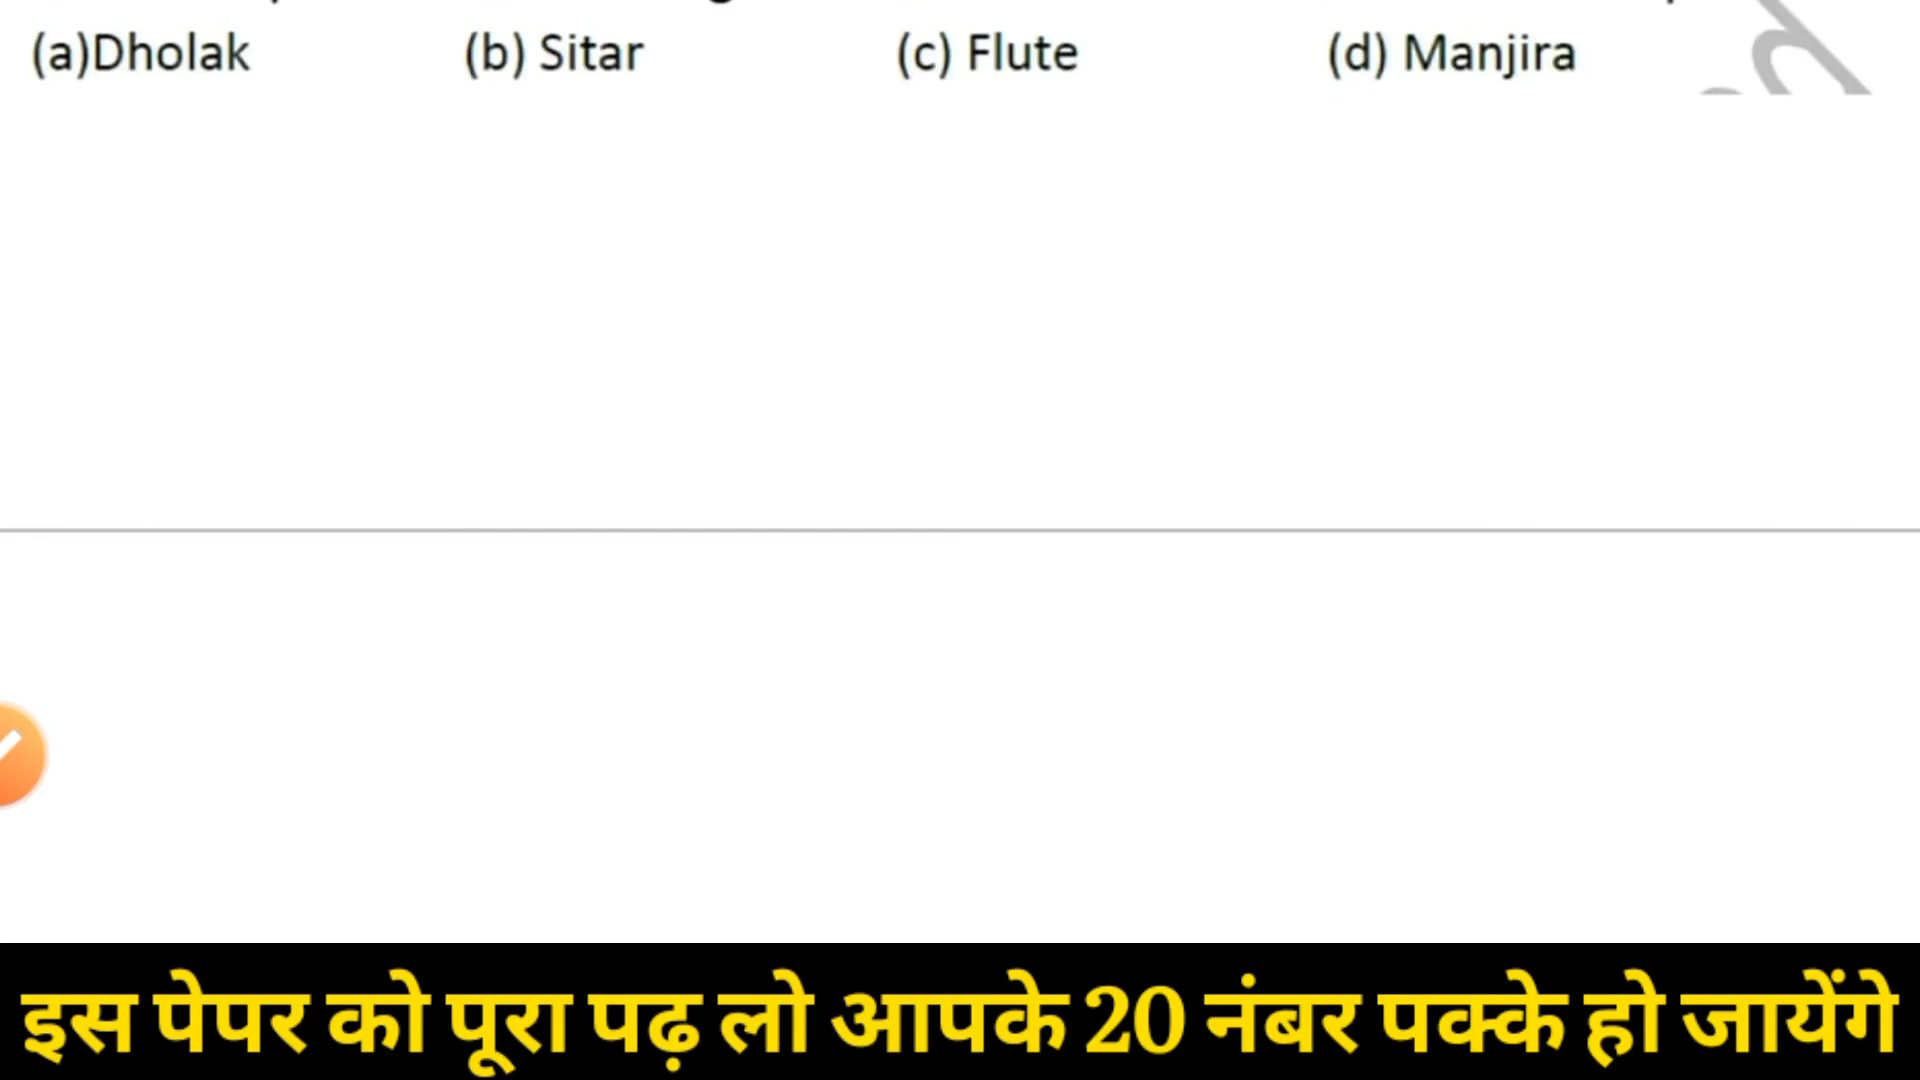 (a)Dholak (b) Sitar (c) Flute (d) Manjira
इस पेपर को पूरा पढ़ लो आपके 20 नंबर पक्के हो जायेंगे